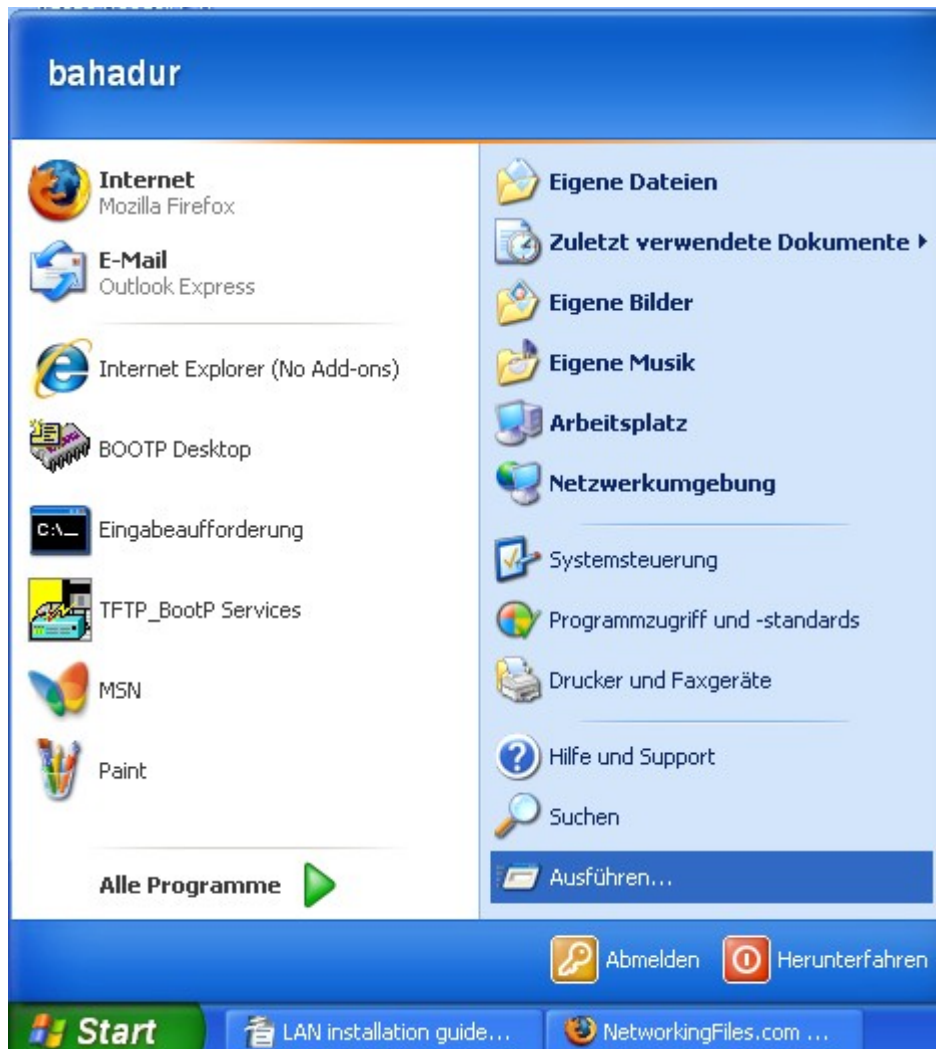 bahadur
Internet
Mozilla Firefox
E-Mail
Outlook Express
Internet Explorer (No Add-ons)
BOOTP Desktop
C:\_
Eingabeaufforderung
TFTP_BootP Services
MSN
Paint
Alle Programme
Eigene Dateien
Zuletzt verwendete Dokumente
Eigene Bilder
Eigene Musik
Arbeitsplatz
Netzwerkumgebung
Systemsteuerung
Programmzugriff und -standards
Drucker und Faxgeräte
Hilfe und Support
Suchen
Ausführen...
Abmelden
Herunterfahren
Start
LAN installation guide...
NetworkingFiles.com ...